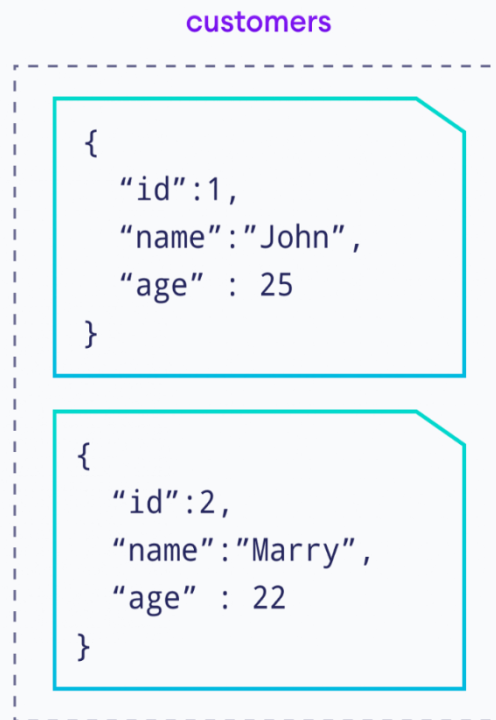 customers
{
“id”:1,
“name”:”John”,
“age” : 25
}
{
“id”:2,
“name”:”Marry”,
“age” : 22
}